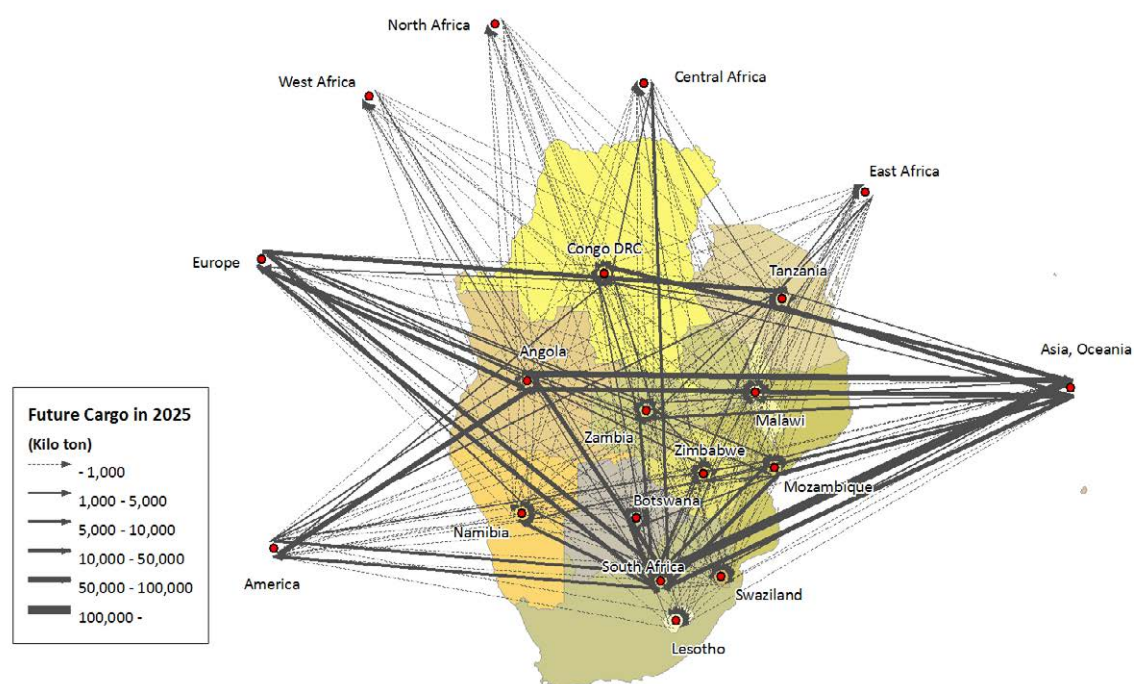 North Africa
West Africa
Central Africa
East Africa
Europe
Congo DRC
Tanzania
Angola
Asia, Oceania
Malawi
Zambia
Zimbabwe
Mozambique
Botswana
Namibia
South Africa
America
Swaziland
Lesotho
Future Cargo in 2025
(Kilo ton)
- 1,000
1,000 - 5,000
5,000 - 10,000
10,000 - 50,000
50,000 - 100,000
100,000 -